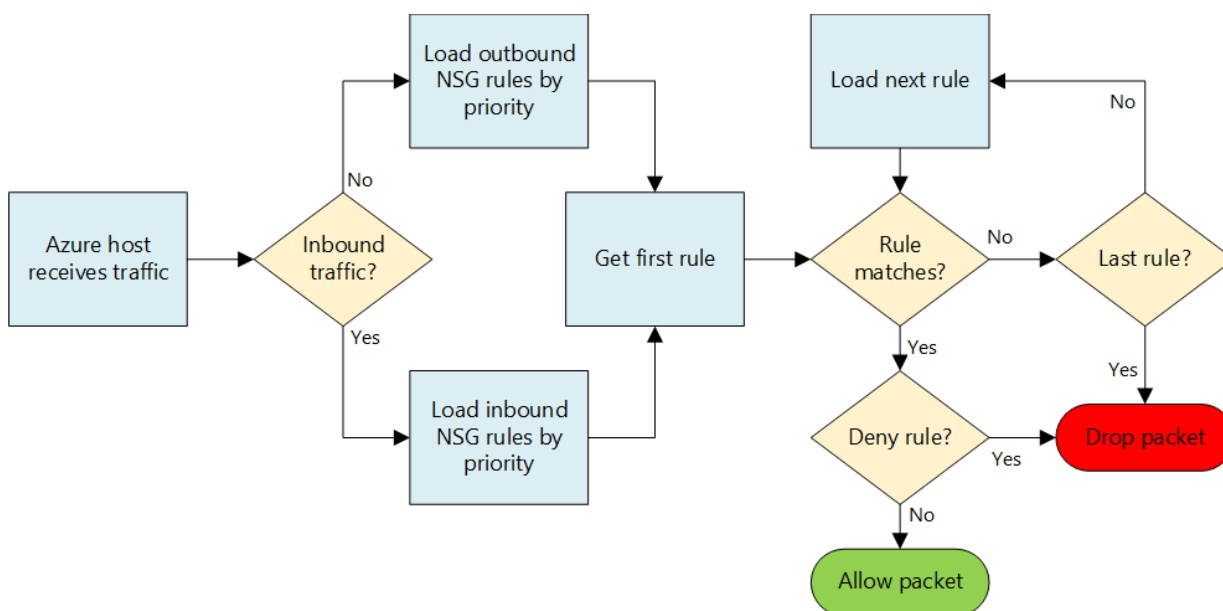 Azure host
receives traffic
Inbound
traffic?
No
Load outbound
NSG rules by
priority
Yes
Load inbound
NSG rules by
priority
Get first rule
Rule
matches?
No
Last rule?
No
Load next rule
Yes
Drop packet
Yes
Deny rule?
Yes
No
Allow packet